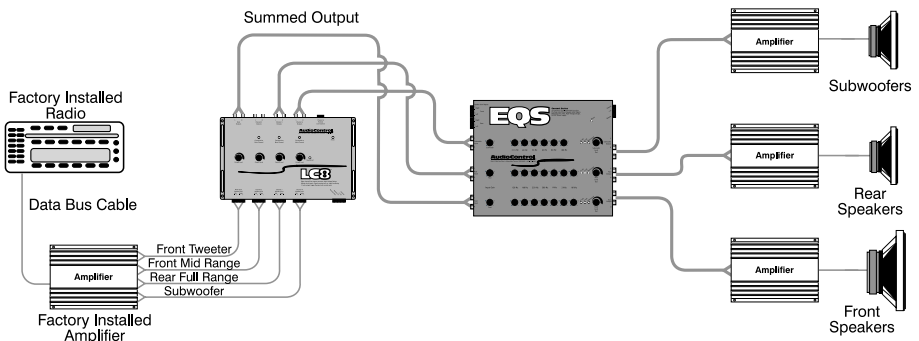 Summed Output
Factory Installed
Radio
Data Bus Cable
Front Tweeter
Front Mid Range
Rear Full Range
Subwoofer
Amplifier
Factory Installed
Amplifier
AudioControl
LC8
EQS
AudioControl
Amplifier
Subwoofers
Amplifier
Rear
Speakers
Amplifier
Front
Speakers